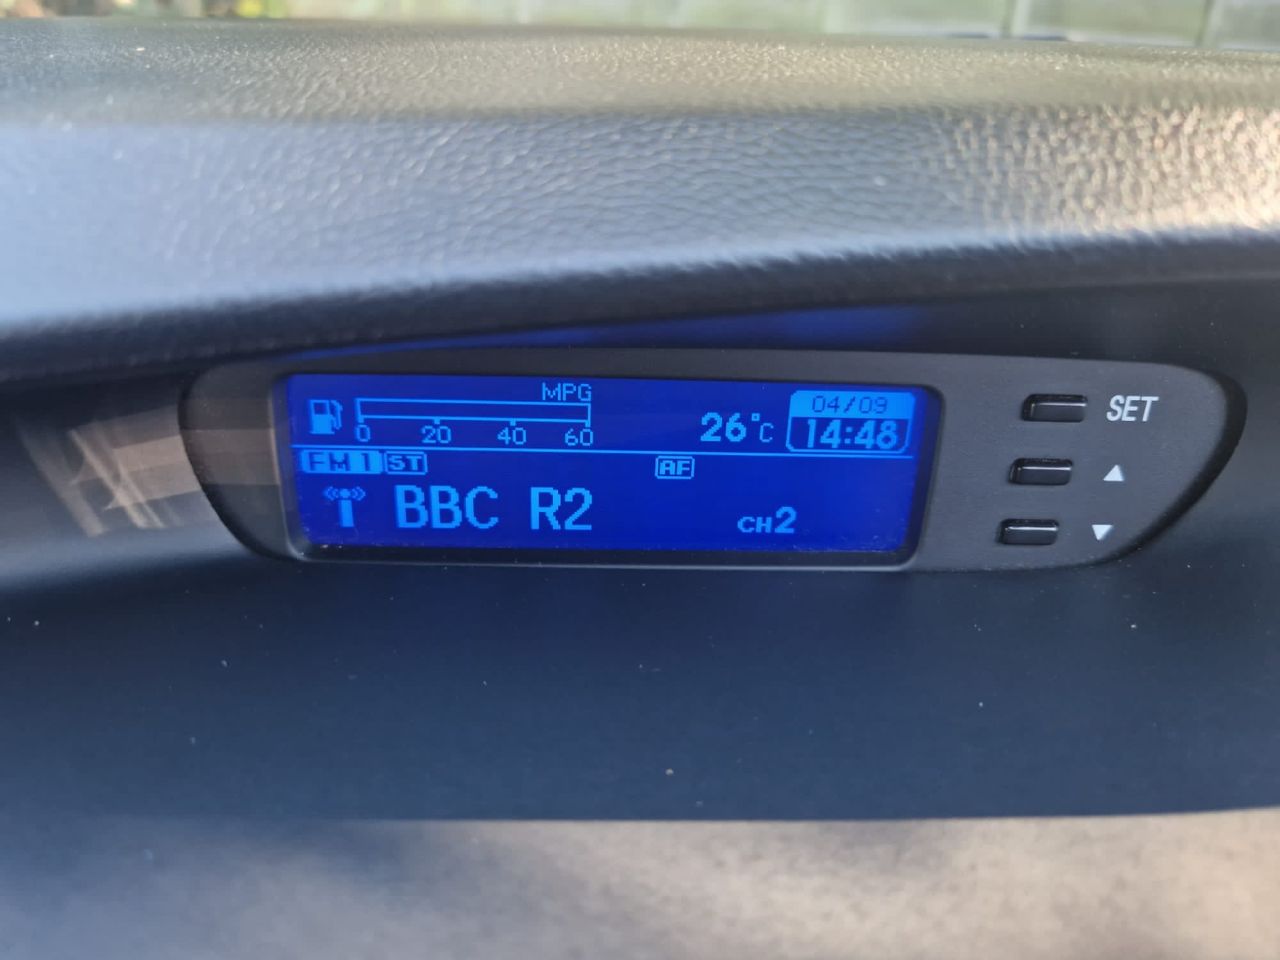 MPG
04/09
0 20 40 60
26°C
14:48
SET
FM1 ST
AF
BBC R2
CH2